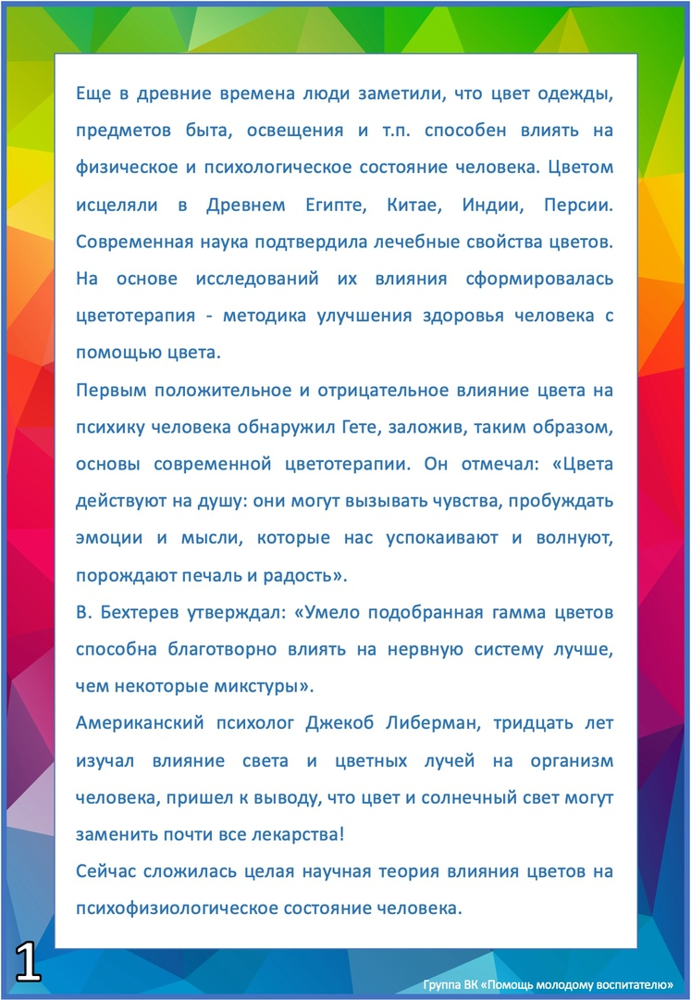 Еще в древние времена люди заметили, что цвет одежды,
предметов быта, освещения и т.п. способен влиять на
физическое и психологическое состояние человека. Цветом
исцеляли в Древнем Египте, Китае, Индии, Персии.
Современная наука подтвердила лечебные свойства цветов.
На основе исследований их влияния сформировалась
цветотерапия - методика улучшения здоровья человека с
помощью цвета.
Первым положительное и отрицательное влияние цвета на
психику человека обнаружил Гете, заложив, таким образом,
основы современной цветотерапии. Он отмечал: «Цвета
действуют на душу: они могут вызывать чувства, пробуждать
эмоции и мысли, которые нас успокаивают и волнуют,
порождают печаль и радость».
В. Бехтерев утверждал: «Умело подобранная гамма цветов
способна благотворно влиять на нервную систему лучше,
чем некоторые микстуры».
Американский психолог Джекоб Либерман, тридцать лет
изучал влияние света и цветных лучей на организм
человека, пришел к выводу, что цвет и солнечный свет могут
заменить почти все лекарства!
Сейчас сложилась целая научная теория влияния цветов на
психофизиологическое состояние человека.
1
Группа ВК «Помощь молодому воспитателю»